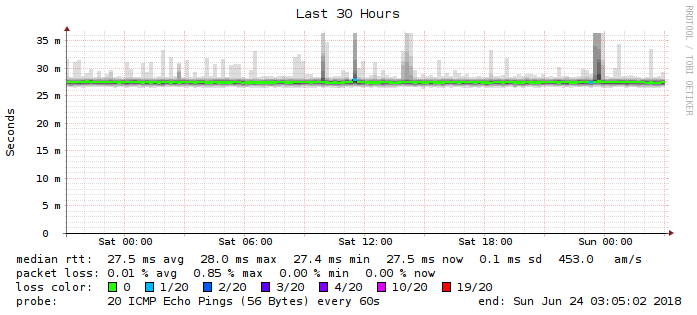 Last 30 Hours
RRDTOOL / TOBI OETIKER
Seconds
35 m
30 m
25 m
20 m
15 m
10 m
5 m
0
Sat 00:00 Sat 06:00 Sat 12:00 Sat 18:00 Sun 00:00
median rtt: 27.5 ms avg 28.0 ms max 27.4 ms min 27.5 ms now 0.1 ms sd 453.0 am/s
packet loss: 0.01 % avg 0.85 % max 0.00 % min 0.00 % now
loss color: 0 1/20 2/20 3/20 4/20 10/20 19/20
probe: 20 ICMP Echo Pings (56 Bytes) every 60s end: Sun Jun 24 03:05:02 2018